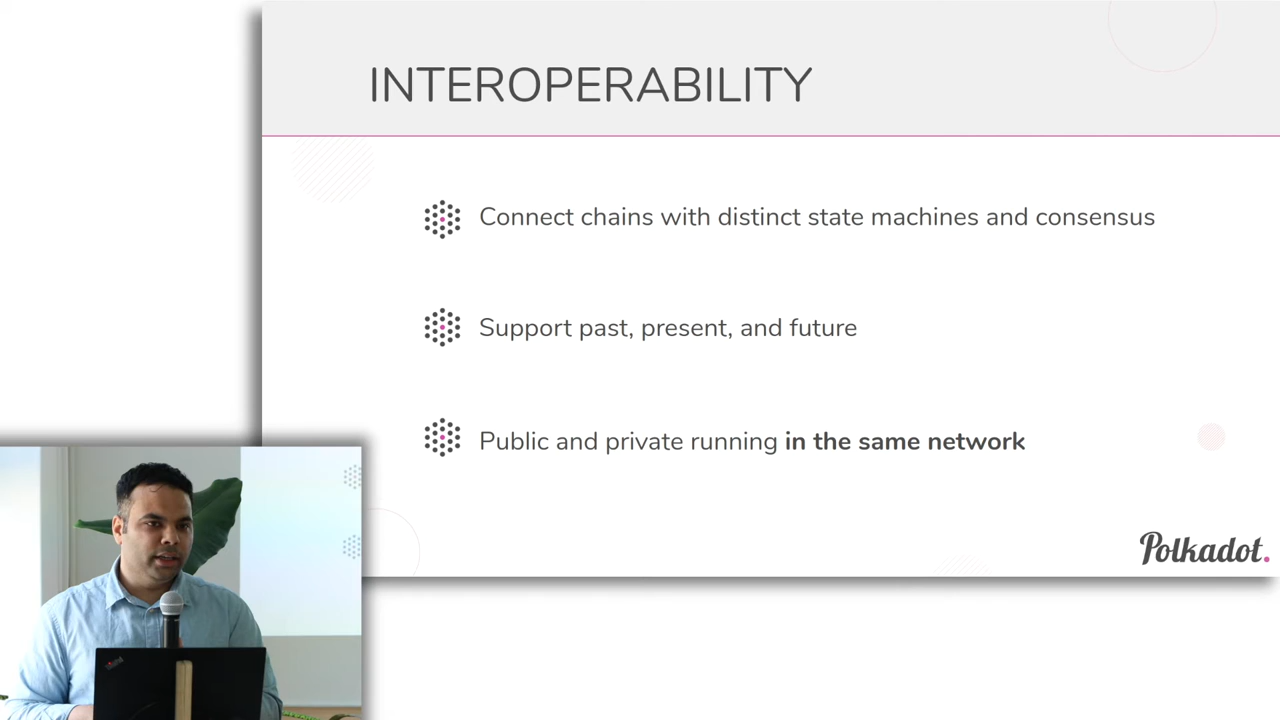 INTEROPERABILITY
Connect chains with distinct state machines and consensus
Support past, present, and future
Public and private running in the same network
Polkadot.